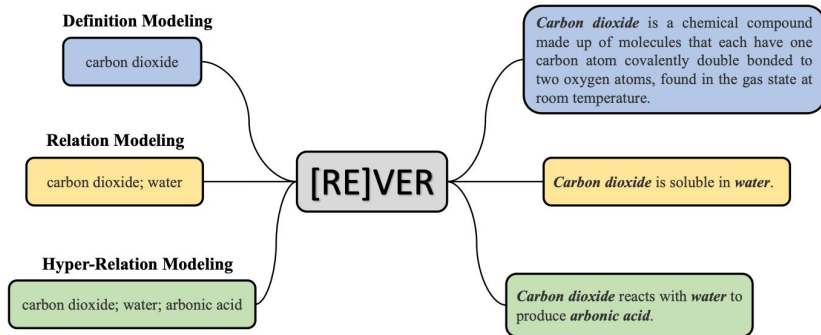 Definition Modeling
carbon dioxide
Relation Modeling
carbon dioxide; water
Hyper-Relation Modeling
carbon dioxide; water; arbonic acid
[RE]VER
Carbon dioxide is a chemical compound
made up of molecules that each have one
carbon atom covalently double bonded to
two oxygen atoms, found in the gas state at
room temperature.
Carbon dioxide is soluble in water.
Carbon dioxide reacts with water to
produce arbonic acid.